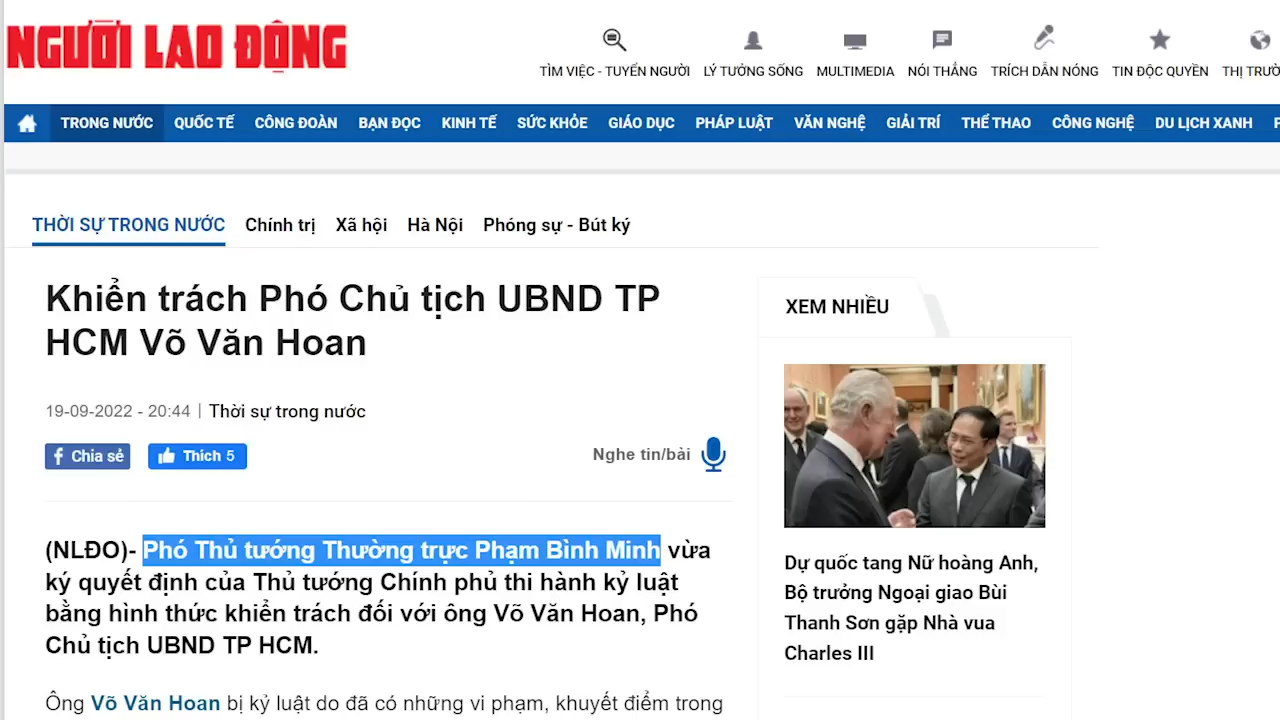 NGƯỜI LAO ĐỘNG
TÌM VIỆC - TUYỂN NGƯỜI
LÝ TƯỞNG SỐNG
MULTIMEDIA
NÓI THẲNG
TRÍCH DẪN NÓNG
TIN ĐỘC QUYỀN
THỊ TRƯỜ
TRONG NƯỚC
QUỐC TẾ
CÔNG ĐOÀN
BẠN ĐỌC
KINH TẾ
SỨC KHỎE
GIÁO DỤC
PHÁP LUẬT
VĂN NGHỆ
GIẢI TRÍ
THỂ THAO
CÔNG NGHỆ
DU LỊCH XANH
THỜI SỰ TRONG NƯỚC
Chính trị
Xã hội
Hà Nội
Phóng sự - Bút ký
Khiển trách Phó Chủ tịch UBND TP
HCM Võ Văn Hoan
19-09-2022 - 20:44 | Thời sự trong nước
Chia sẻ
Thích 5
Nghe tin/bài
(NLĐO)- Phó Thủ tướng Thường trực Phạm Bình Minh vừa
ký quyết định của Thủ tướng Chính phủ thi hành kỷ luật
bằng hình thức khiển trách đối với ông Võ Văn Hoan, Phó
Chủ tịch UBND TP HCM.
Ông Võ Văn Hoan bị kỷ luật do đã có những vi phạm, khuyết điểm trong
XEM NHIỀU
Dự quốc tang Nữ hoàng Anh,
Bộ trưởng Ngoại giao Bùi
Thanh Sơn gặp Nhà vua
Charles III